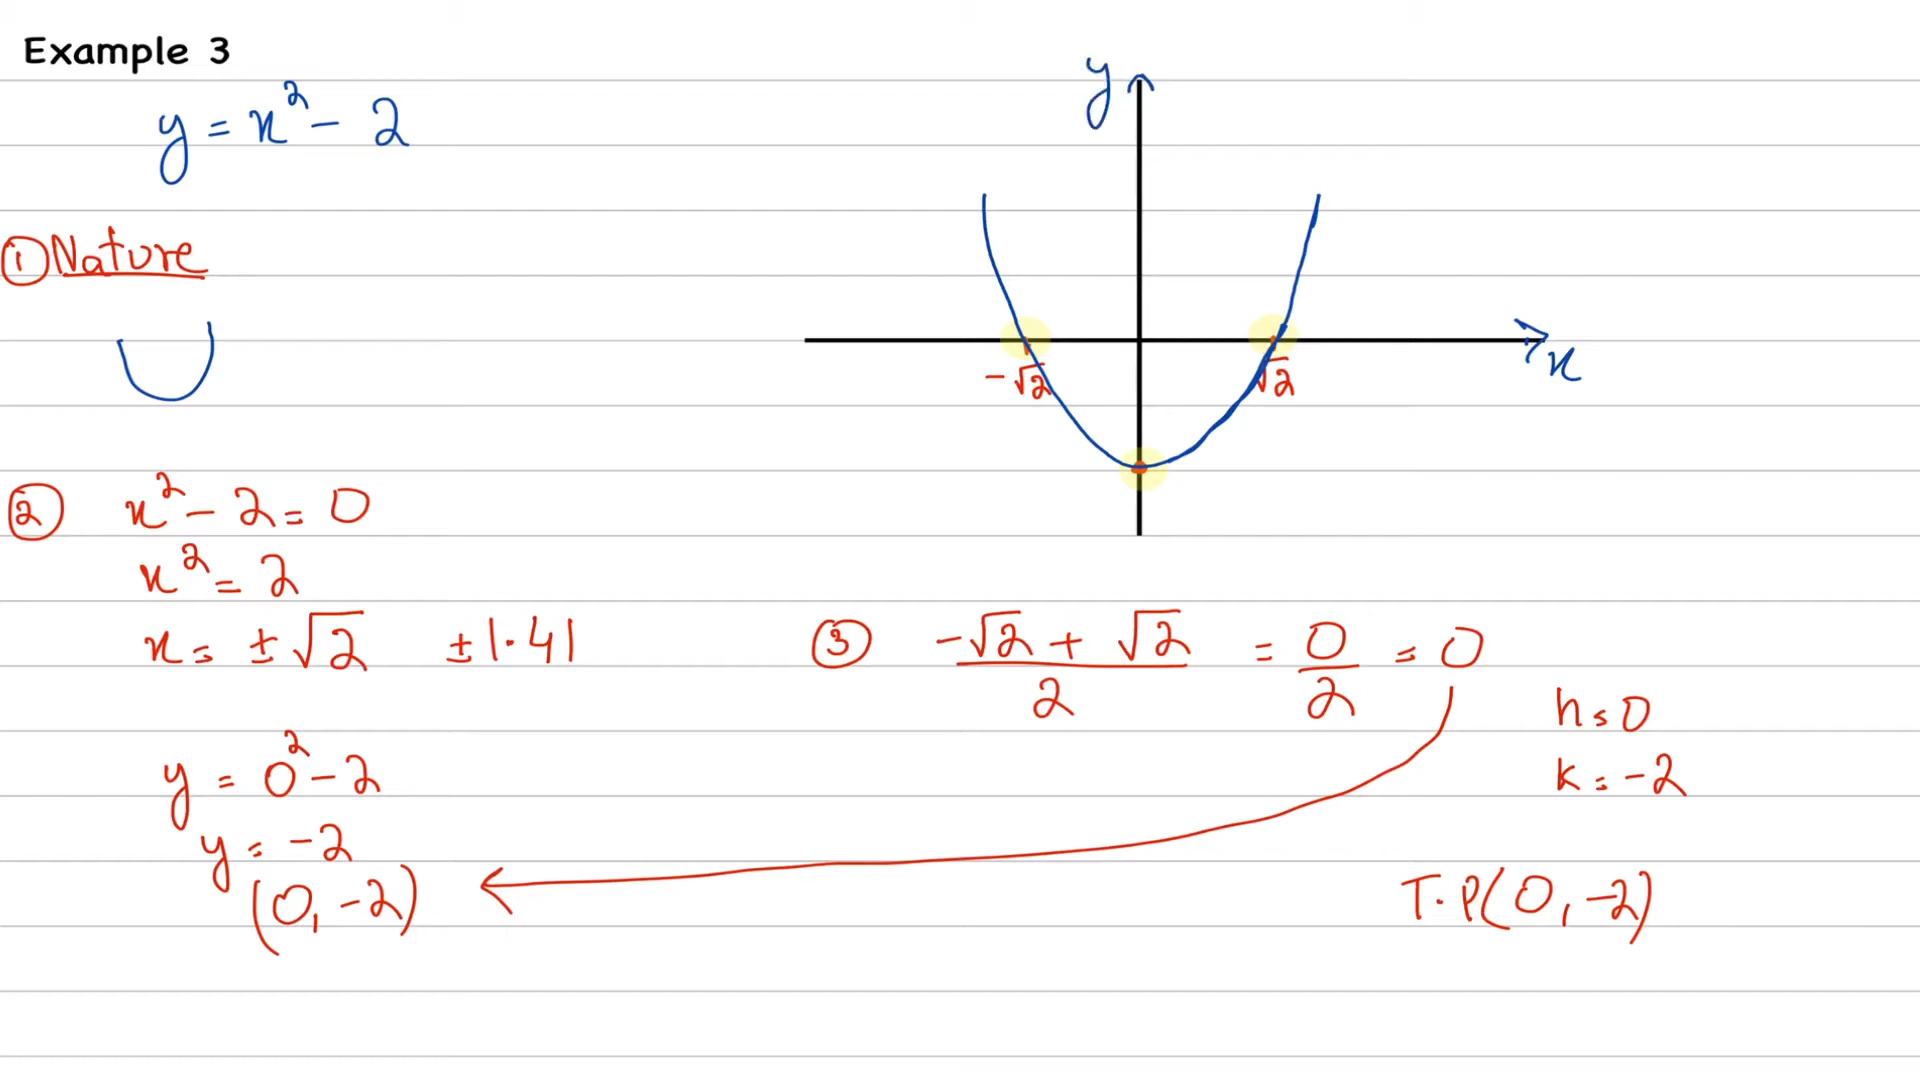 Example 3
y = x² - 2
① Nature
② x² - 2 = 0
x² = 2
x = ±√2 ±1.41
y = 0² - 2
y = -2
(0, -2)
y
x
-√2 √2
③ (-√2 + √2)/2 = 0/2 = 0
h = 0
k = -2
T.P(0, -2)